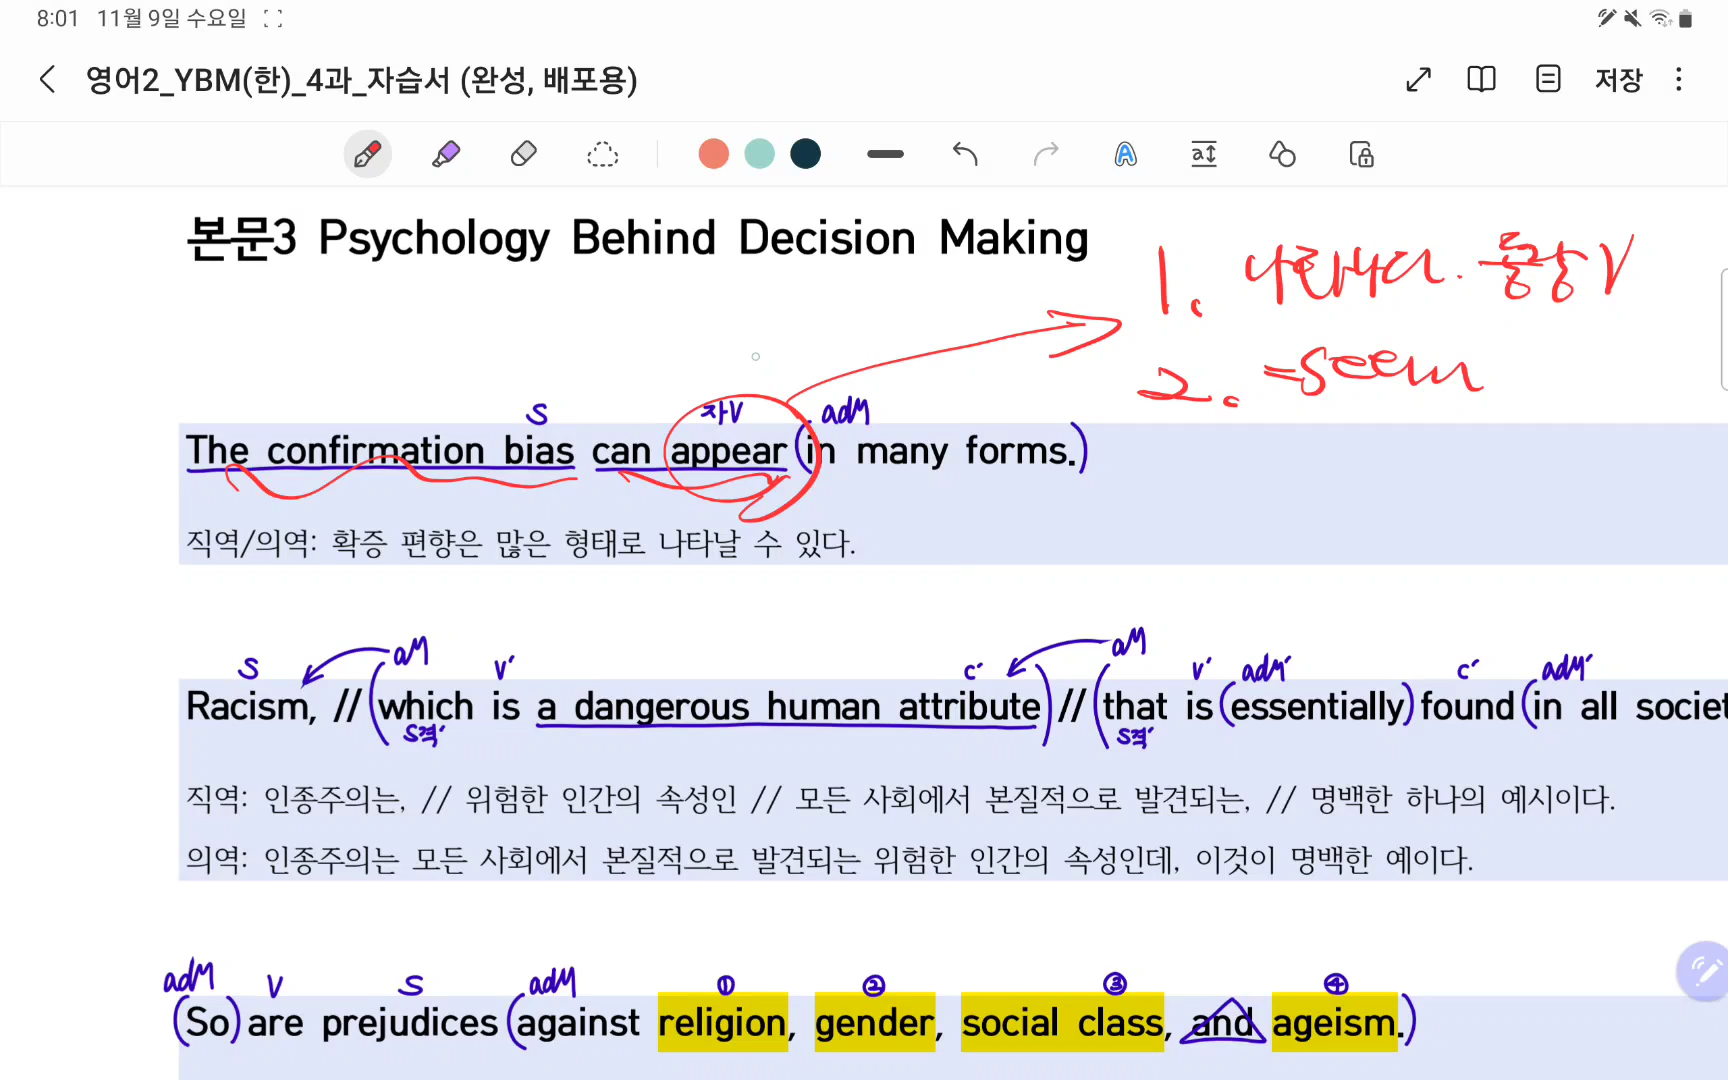 8:01 11월 9일 수요일
영어2_YBM(한)_4과_자습서 (완성, 배포용)
저장
본문3 Psychology Behind Decision Making
1. 나타나다.
2. =seem
S 자V adM
The confirmation bias can appear (in many forms.)
직역/의역: 확증 편향은 많은 형태로 나타날 수 있다.
S aM V' C' aM V' adM' C' adM'
Racism, // (which is a dangerous human attribute) // (that is (essentially) found (in all societ
S격' S격'
직역: 인종주의는, // 위험한 인간의 속성인 // 모든 사회에서 본질적으로 발견되는, // 명백한 하나의 예시이다.
의역: 인종주의는 모든 사회에서 본질적으로 발견되는 위험한 인간의 속성인데, 이것이 명백한 예이다.
adM V S adM ① ② ③ ④
(So) are prejudices (against religion, gender, social class, and ageism.)